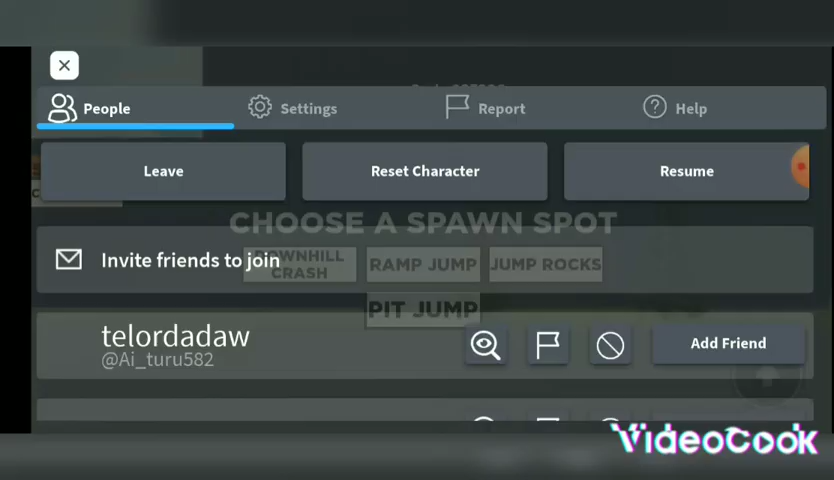 People
Settings
Report
Help
Leave
Reset Character
Resume
CHOOSE A SPAWN SPOT
Invite friends to join
DOWNHILL
CRASH
RAMP JUMP
JUMP ROCKS
PIT JUMP
telordadaw
@Ai_turu582
Add Friend
VideoCook